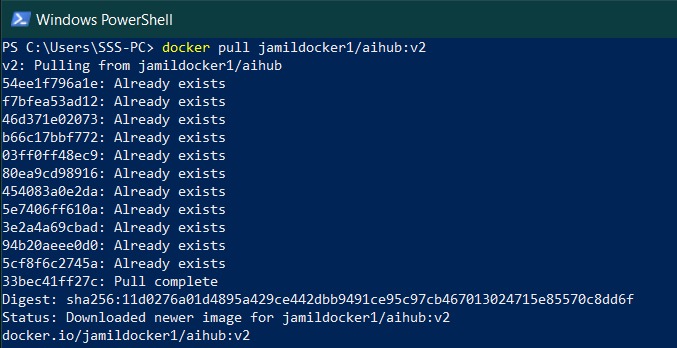 Windows PowerShell
PS C:\Users\SSS-PC> docker pull jamildocker1/aihub:v2
v2: Pulling from jamildocker1/aihub
54ee1f796a1e: Already exists
f7bfea53ad12: Already exists
46d371e02073: Already exists
b66c17bbf772: Already exists
03ff0ff48ec9: Already exists
80ea9cd98916: Already exists
454083a0e2da: Already exists
5e7406ff610a: Already exists
3e2a4a69cbad: Already exists
94b20aeee0d0: Already exists
5cf8f6c2745a: Already exists
33bec41ff27c: Pull complete
Digest: sha256:11d0276a01d4895a429ce442dbb9491ce95c97cb467013024715e85570c8dd6f
Status: Downloaded newer image for jamildocker1/aihub:v2
docker.io/jamildocker1/aihub:v2